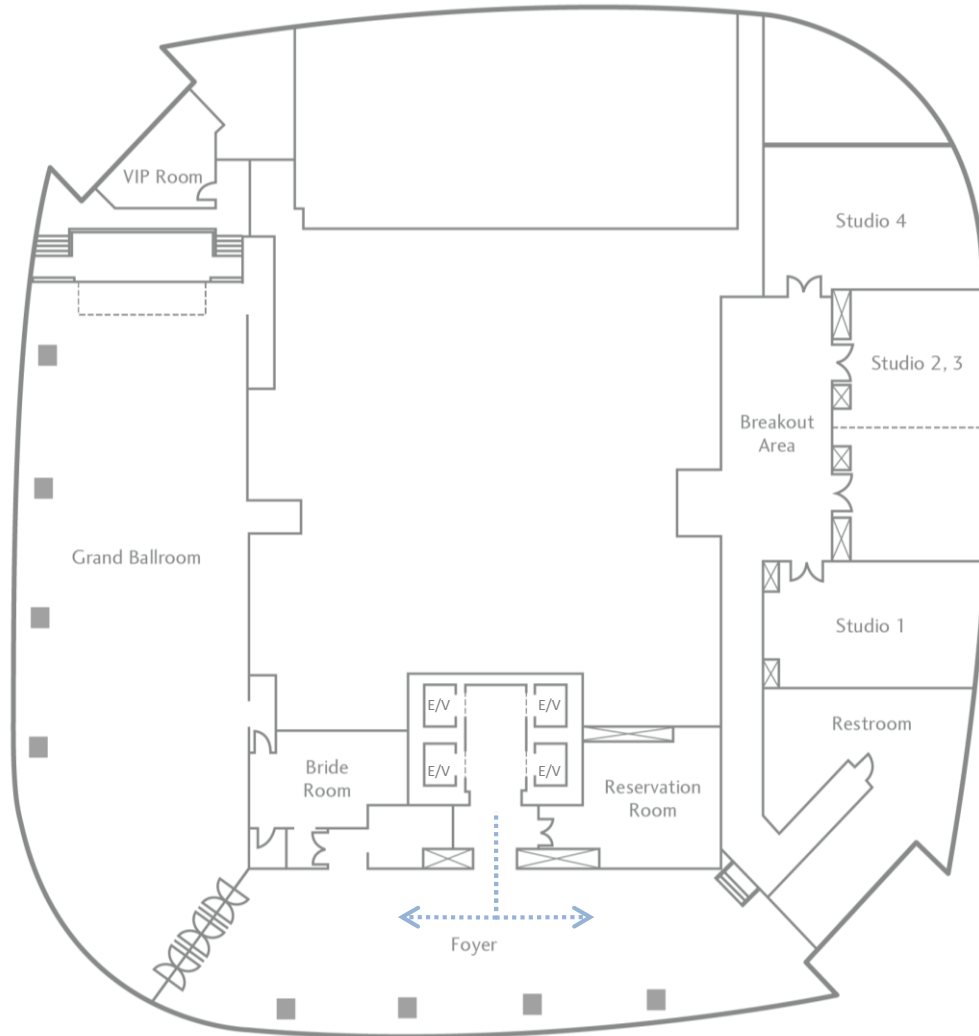 VIP Room
Studio 4
Studio 2, 3
Breakout
Area
Grand Ballroom
Studio 1
E/V
E/V
Restroom
E/V
E/V
Bride
Room
Reservation
Room
Foyer